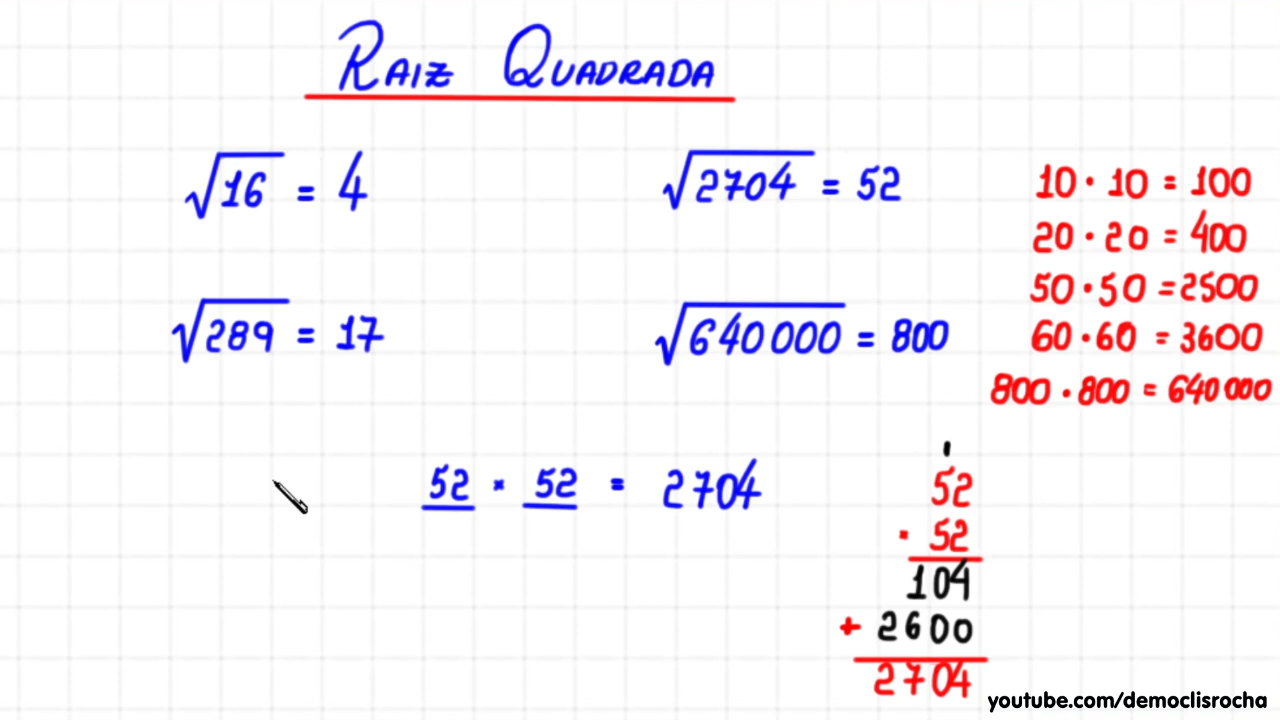 RAIZ QUADRADA
√16 = 4
√2704 = 52
√289 = 17
√640000 = 800
10 · 10 = 100
20 · 20 = 400
50 · 50 = 2500
60 · 60 = 3600
800 · 800 = 640000
52 · 52 = 2704
1
52
· 52
104
+ 2600
2704
youtube.com/democlisrocha